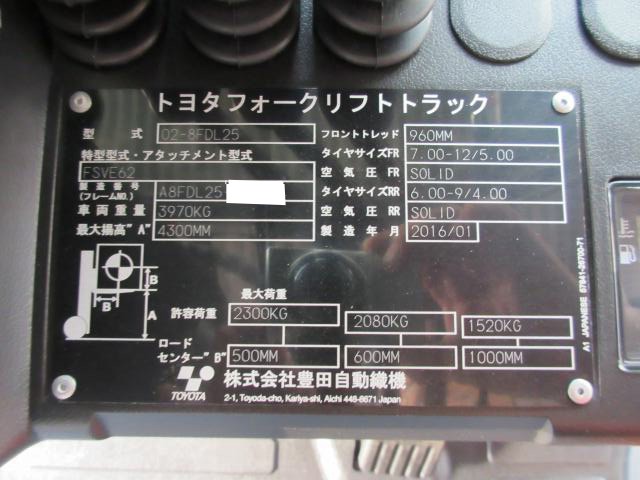 トヨタフォークリフトトラック
型式 02-8FDL25 フロントトレッド 960MM
特型型式・アタッチメント型式 タイヤサイズFR 7.00-12/5.00
FSVE62 空気圧FR SOLID
製造番号 (フレームNO.) A8FDL25 タイヤサイズRR 6.00-9/4.00
車両重量 3970KG 空気圧RR SOLID
最大揚高"A" 4300MM 製造年月 2016/01
B
B
A
最大荷重
許容荷重 2300KG 2080KG 1520KG
ロード
センター"B" 500MM 600MM 1000MM
TOYOTA 株式会社豊田自動織機
2-1, Toyoda-cho, Kariya-shi, Aichi 448-8671 Japan
A1 JAPANESE 57841-26700-71